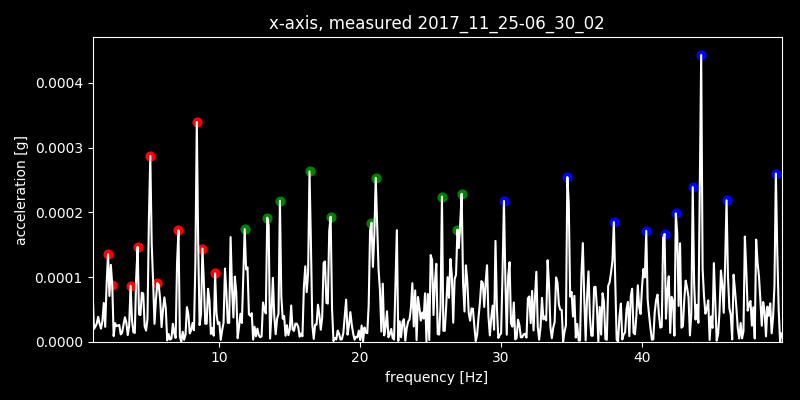 x-axis, measured 2017_11_25-06_30_02
acceleration [g]
0.0004
0.0003
0.0002
0.0001
0.0000
10 20 30 40
frequency [Hz]